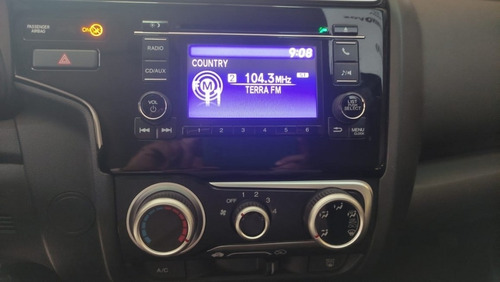 PASSENGER
AIRBAG
ON
RADIO
CD/AUX
9:08
COUNTRY
2 104.3MHz
TERRA FM
M
VOL
LIST
SELECT
MENU
1 2 3 4 5 6
OFF 1 2 3 4
A/C